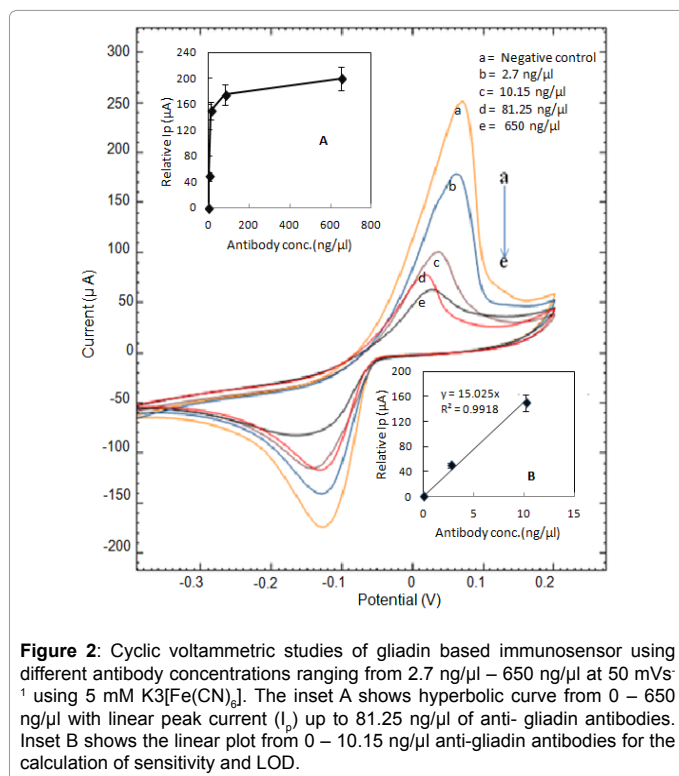 300
250
200
150
100
50
0
-50
-100
-150
-200
Current (µ A)
-0.3
-0.2
-0.1
0
0.1
0.2
Potential (V)
a = Negative control
b = 2.7 ng/µl
c = 10.15 ng/µl
d = 81.25 ng/µl
e = 650 ng/µl
a
b
c
d
e
a
e
200
160
120
80
40
0
Relative Ip (µA)
A
0
200
400
600
800
Antibody conc.(ng/µl)
200
160
120
80
40
0
Relative Ip (µA)
y = 15.025x
R² = 0.9918
B
0
5
10
15
Antibody conc.(ng/µl)
Figure 2: Cyclic voltammetric studies of gliadin based immunosensor using
different antibody concentrations ranging from 2.7 ng/µl – 650 ng/µl at 50 mVs-
1 using 5 mM K3[Fe(CN)6]. The inset A shows hyperbolic curve from 0 – 650
ng/µl with linear peak current (Ip) up to 81.25 ng/µl of anti- gliadin antibodies.
Inset B shows the linear plot from 0 – 10.15 ng/µl anti-gliadin antibodies for the
calculation of sensitivity and LOD.